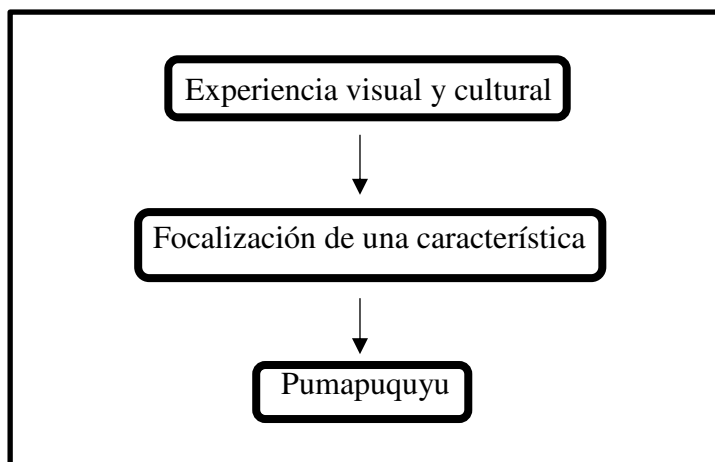 Experiencia visual y cultural
Focalización de una característica
Pumapuquyu